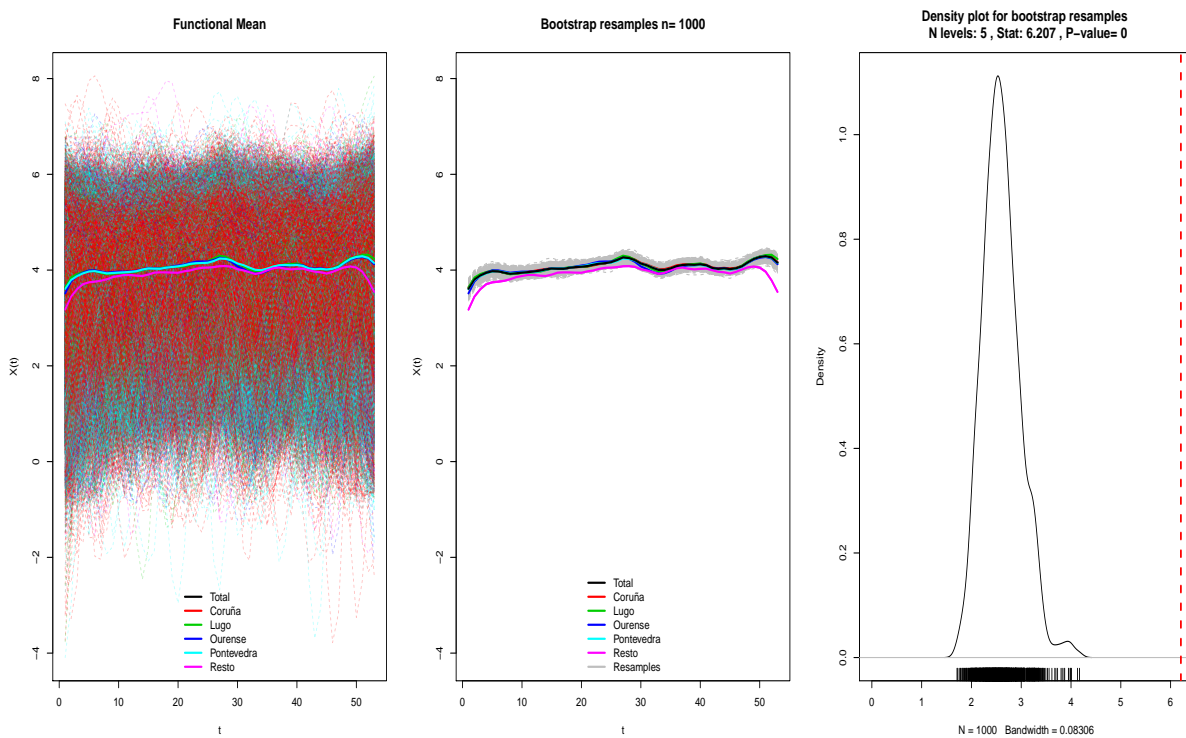 Functional Mean
X(t)
8
6
4
2
0
−2
−4
Total
Coruña
Lugo
Ourense
Pontevedra
Resto
0 10 20 30 40 50
t
Bootstrap resamples n= 1000
X(t)
8
6
4
2
0
−2
−4
Total
Coruña
Lugo
Ourense
Pontevedra
Resto
Resamples
0 10 20 30 40 50
t
Density plot for bootstrap resamples
N levels: 5 , Stat: 6.207 , P−value= 0
Density
1.0
0.8
0.6
0.4
0.2
0.0
0 1 2 3 4 5 6
N = 1000 Bandwidth = 0.08306